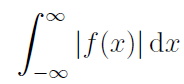 ∫_{-∞}^{∞} |f(x)| dx